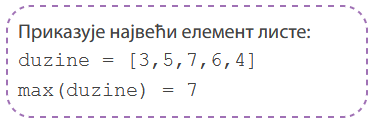 Приказује највећи елемент листе:
duzine = [3,5,7,6,4]
max(duzine) = 7